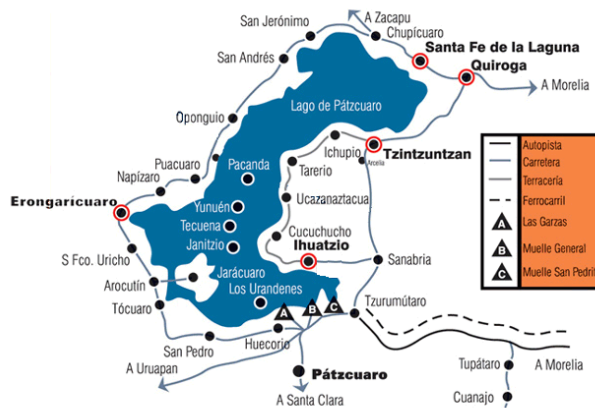 A Zacapu
San Jerónimo
Chupícuaro
San Andrés
Santa Fe de la Laguna
Quiroga
A Morelia
Lago de Pátzcuaro
Oponguio
Ichupio
Tzintzuntzan
Arcelia
Puacuaro
Pacanda
Tarerio
Napízaro
Erongarícuaro
Yunuén
Ucazanaztacua
Tecuena
Cucuchucho
Janitzio
Ihuatzio
S Fco. Uricho
Sanabria
Jarácuaro
Arocutín
Los Urandenes
Tócuaro
A
B
C
Tzurumútaro
Huecorio
San Pedro
A Uruapan
Pátzcuaro
A Santa Clara
Tupátaro
A Morelia
Cuanajo
Autopista
Carretera
Terracería
Ferrocarril
A Las Garzas
B Muelle General
C Muelle San Pedrit